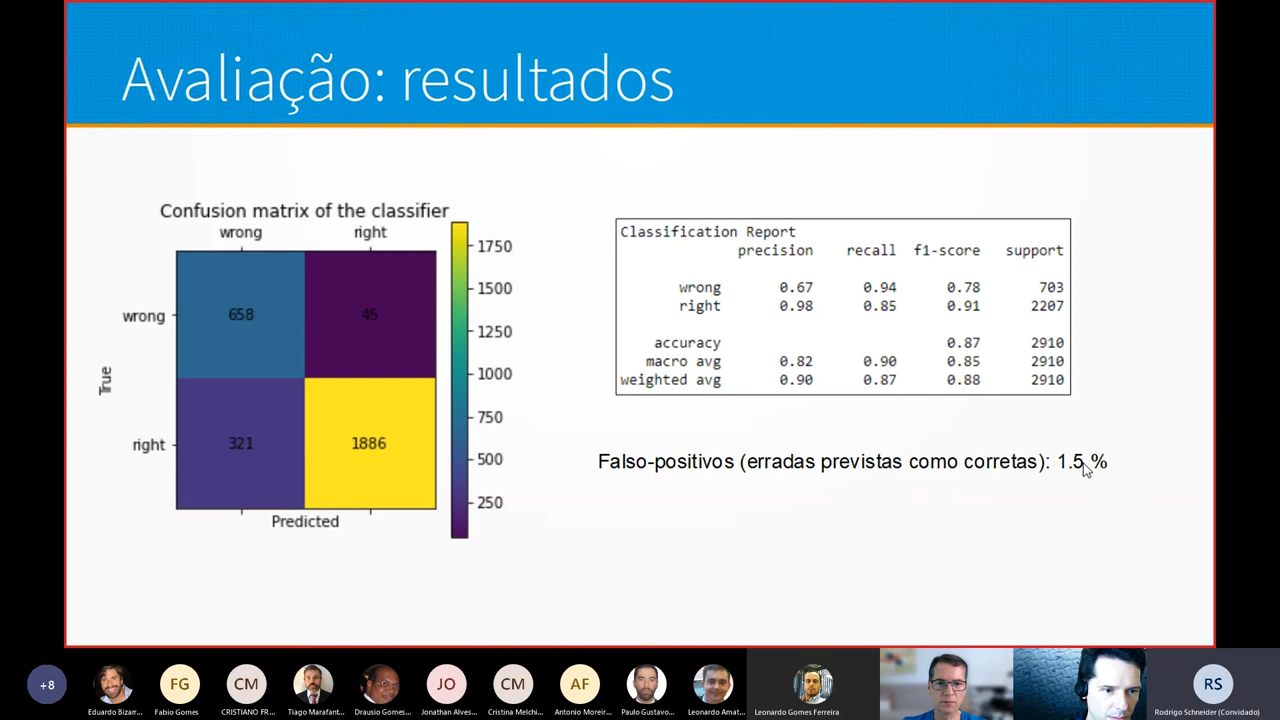 Avaliação: resultados
Confusion matrix of the classifier
wrong right
wrong 658 45
right 321 1886
True
Predicted
1750
1500
1250
1000
750
500
250
Classification Report
precision recall f1-score support
wrong 0.67 0.94 0.78 703
right 0.98 0.85 0.91 2207
accuracy 0.87 2910
macro avg 0.82 0.90 0.85 2910
weighted avg 0.90 0.87 0.88 2910
Falso-positivos (erradas previstas como corretas): 1.5 %
+8 FG CM JO CM AF RS
Eduardo Bizarr... Fabio Gomes CRISTIANO FR... Tiago Marafant... Drausio Gomes... Jonathan Alves... Cristina Melchi... Antonio Moreir... Paulo Gustavo... Leonardo Amat... Leonardo Gomes Ferreira Rodrigo Schneider (Convidado)